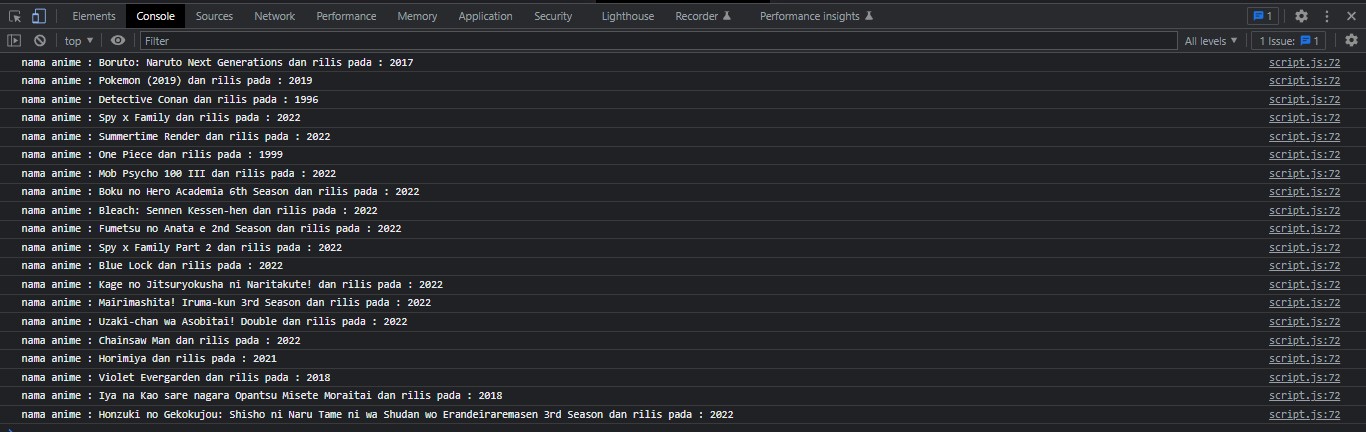 Elements Console Sources Network Performance Memory Application Security Lighthouse Recorder Performance insights 1
top Filter All levels 1 Issue: 1
nama anime : Boruto: Naruto Next Generations dan rilis pada : 2017 script.js:72
nama anime : Pokemon (2019) dan rilis pada : 2019 script.js:72
nama anime : Detective Conan dan rilis pada : 1996 script.js:72
nama anime : Spy x Family dan rilis pada : 2022 script.js:72
nama anime : Summertime Render dan rilis pada : 2022 script.js:72
nama anime : One Piece dan rilis pada : 1999 script.js:72
nama anime : Mob Psycho 100 III dan rilis pada : 2022 script.js:72
nama anime : Boku no Hero Academia 6th Season dan rilis pada : 2022 script.js:72
nama anime : Bleach: Sennen Kessen-hen dan rilis pada : 2022 script.js:72
nama anime : Fumetsu no Anata e 2nd Season dan rilis pada : 2022 script.js:72
nama anime : Spy x Family Part 2 dan rilis pada : 2022 script.js:72
nama anime : Blue Lock dan rilis pada : 2022 script.js:72
nama anime : Kage no Jitsuryokusha ni Naritakute! dan rilis pada : 2022 script.js:72
nama anime : Mairimashita! Iruma-kun 3rd Season dan rilis pada : 2022 script.js:72
nama anime : Uzaki-chan wa Asobitai! Double dan rilis pada : 2022 script.js:72
nama anime : Chainsaw Man dan rilis pada : 2022 script.js:72
nama anime : Horimiya dan rilis pada : 2021 script.js:72
nama anime : Violet Evergarden dan rilis pada : 2018 script.js:72
nama anime : Iya na Kao sare nagara Opantsu Misete Moraitai dan rilis pada : 2018 script.js:72
nama anime : Honzuki no Gekokujou: Shisho ni Naru Tame ni wa Shudan wo Erandeiraremasen 3rd Season dan rilis pada : 2022 script.js:72